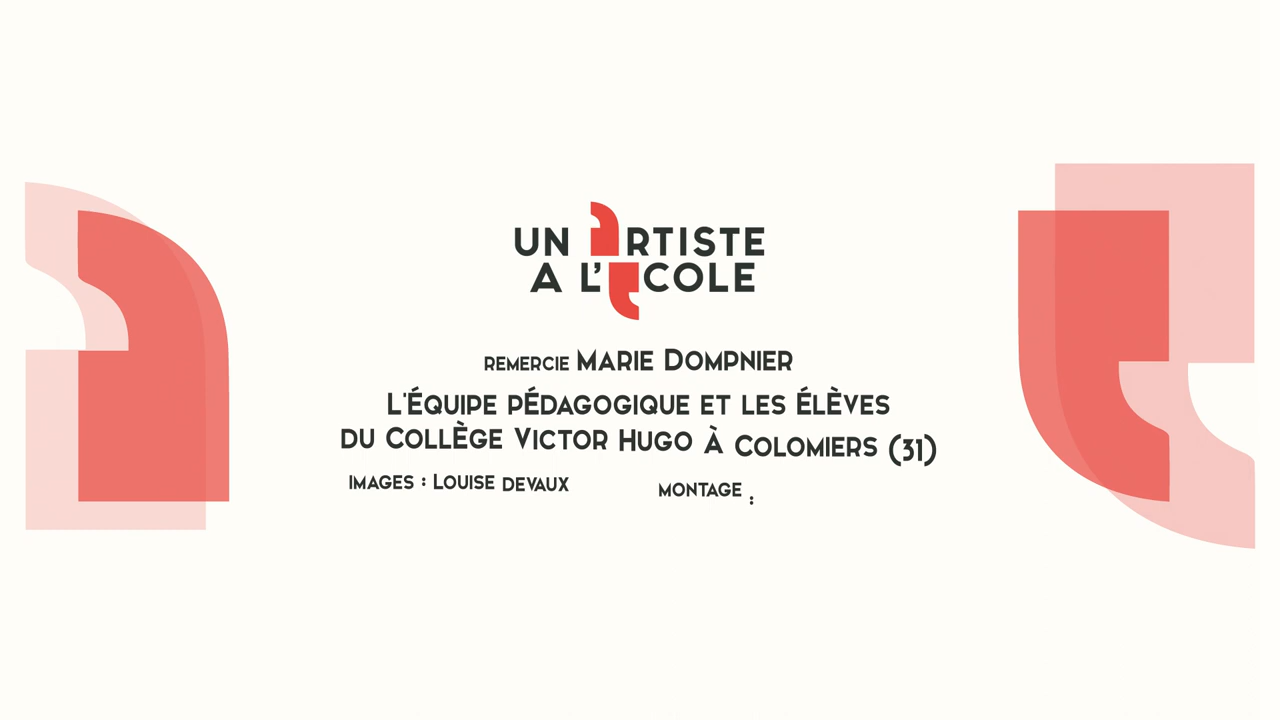 UN ARTISTE
A L'ECOLE
REMERCIE MARIE DOMPNIER
L'ÉQUIPE PÉDAGOGIQUE ET LES ÉLÈVES
DU COLLÈGE VICTOR HUGO À COLOMIERS (31)
IMAGES : LOUISE DEVAUX MONTAGE :